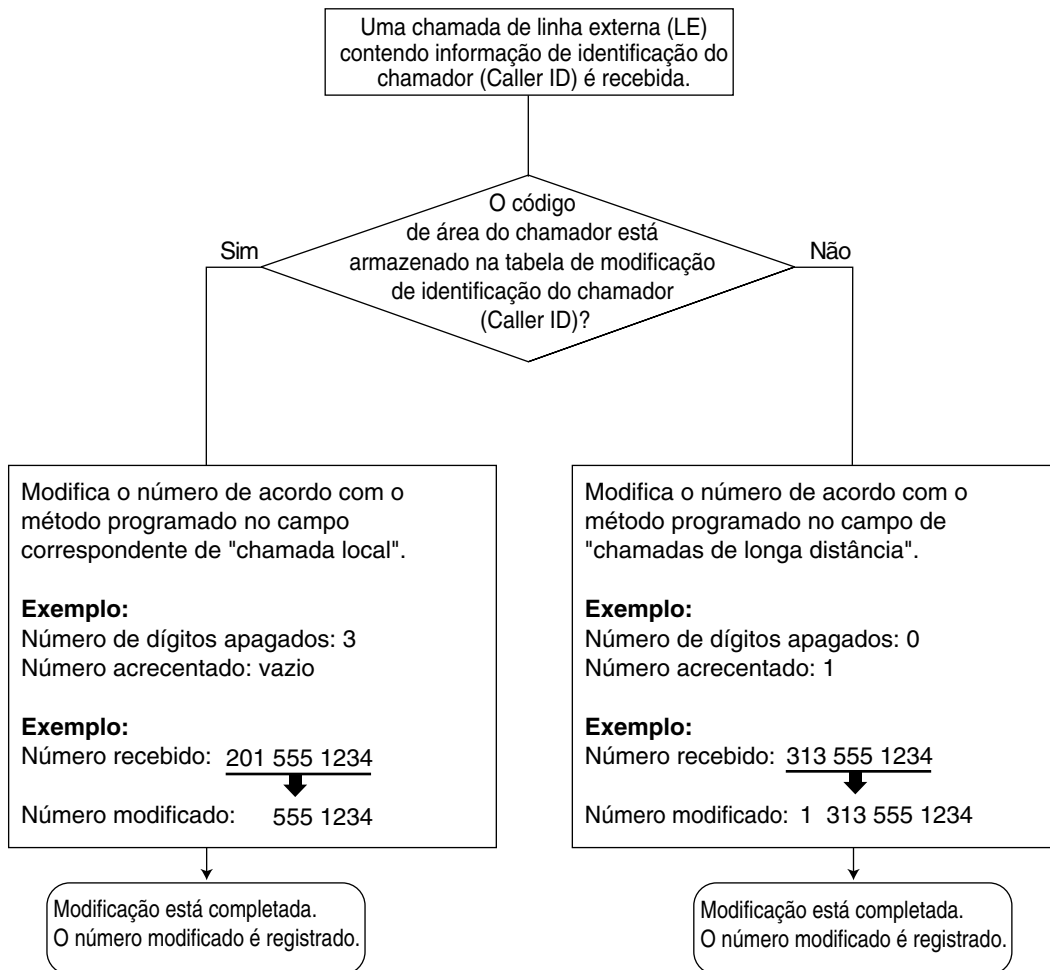 Uma chamada de linha externa (LE)
contendo informação de identificação do
chamador (Caller ID) é recebida.
O código
de área do chamador está
armazenado na tabela de modificação
de identificação do chamador
(Caller ID)?
Sim
Não
Modifica o número de acordo com o
método programado no campo
correspondente de "chamada local".
Exemplo:
Número de dígitos apagados: 3
Número acrecentado: vazio
Exemplo:
Número recebido: 201 555 1234
Número modificado: 555 1234
Modificação está completada.
O número modificado é registrado.
Modifica o número de acordo com o
método programado no campo de
"chamadas de longa distância".
Exemplo:
Número de dígitos apagados: 0
Número acrecentado: 1
Exemplo:
Número recebido: 313 555 1234
Número modificado: 1 313 555 1234
Modificação está completada.
O número modificado é registrado.